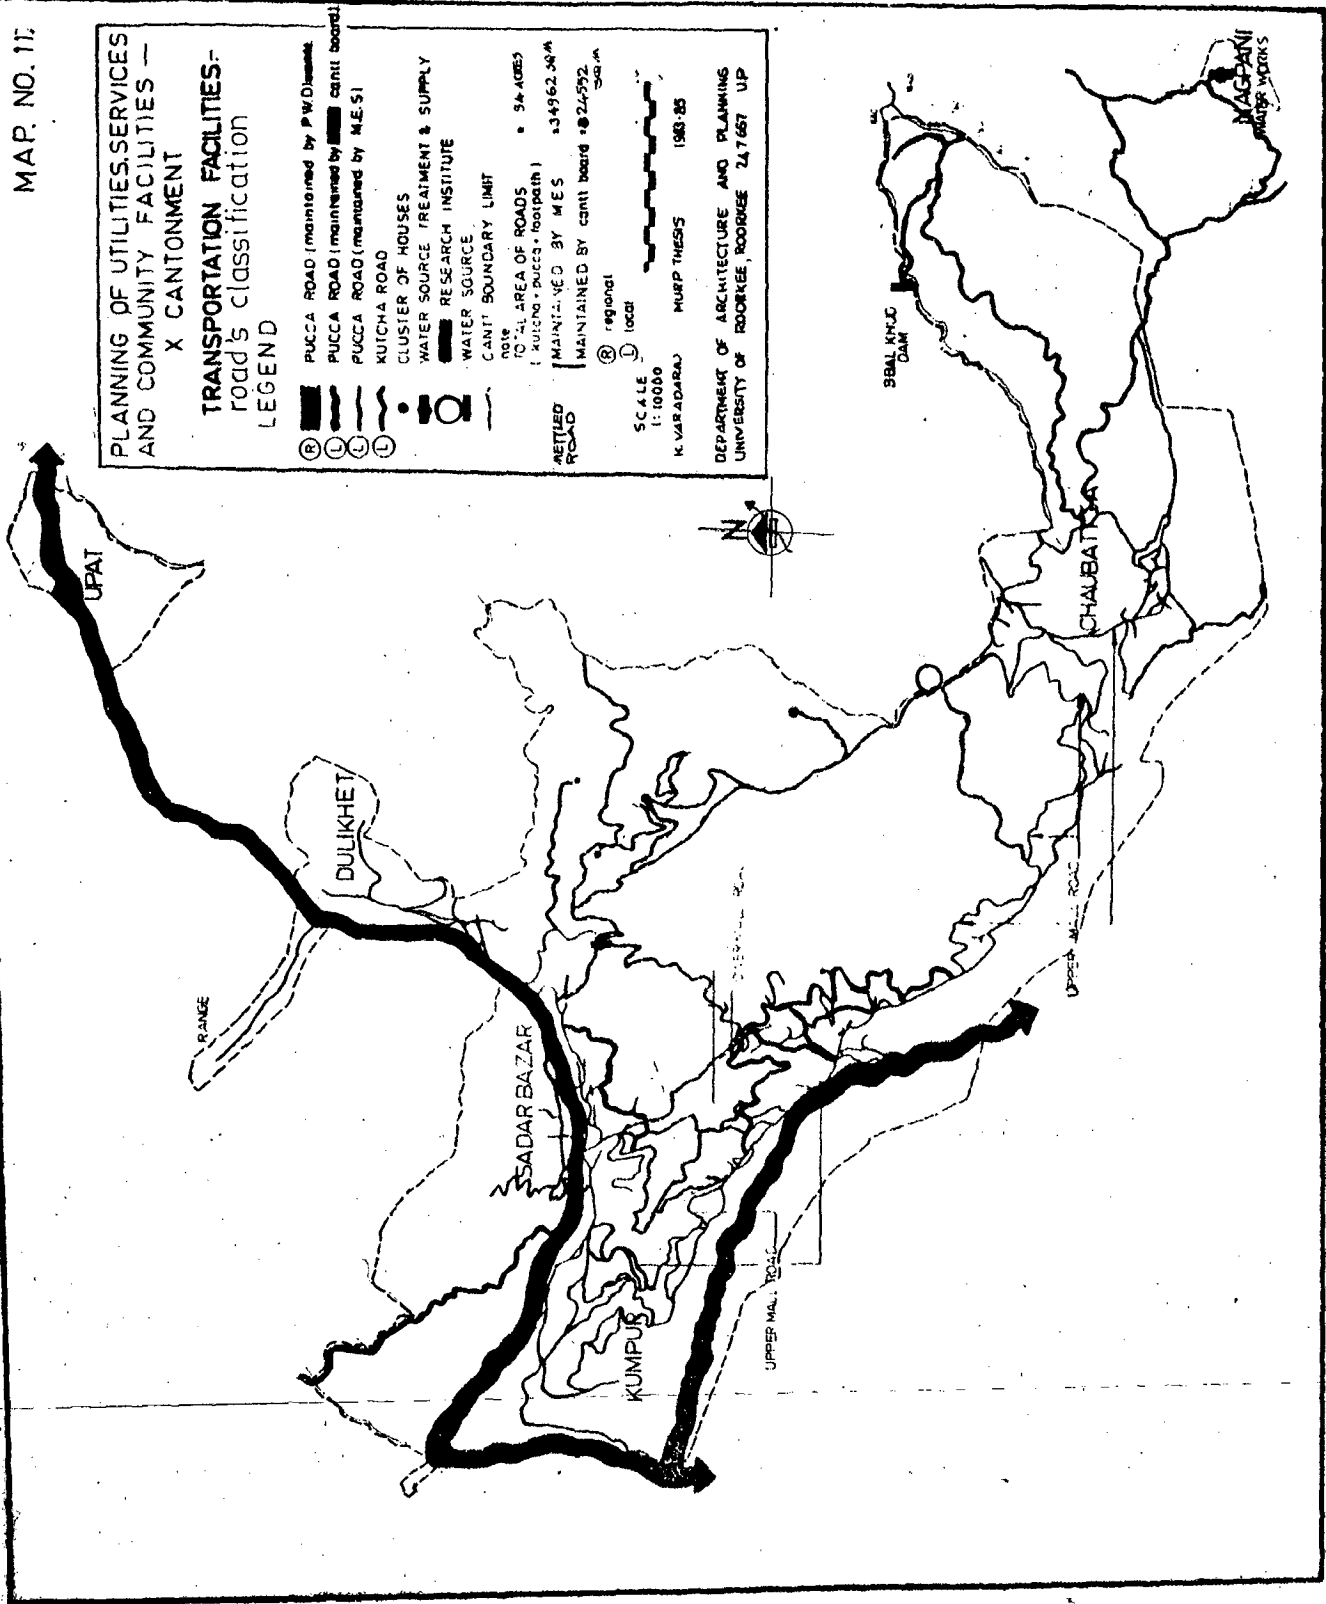 MAP. NO. 11
PLANNING OF UTILITIES, SERVICES
AND COMMUNITY FACILITIES —
X CANTONMENT
TRANSPORTATION FACILITIES:-
road's classification
LEGEND
(R) PUCCA ROAD (maintained by P.W.D
(L) PUCCA ROAD (maintained by cantt board)
(L) PUCCA ROAD (maintained by M.E.S)
(L) KUTCHA ROAD
CLUSTER OF HOUSES
WATER SOURCE TREATMENT & SUPPLY
RESEARCH INSTITUTE
WATER SOURCE
CANTT BOUNDARY LIMIT
note
TOTAL AREA OF ROADS
(kutcha + pucca + footpath)
METTLED ROAD
MAINTAINED BY MES
MAINTAINED BY cantt board
(R) regional
(L) local
SCALE
1:10000
K. VARADARAJ MURP THESIS 1983-85
DEPARTMENT OF ARCHITECTURE AND PLANNING
UNIVERSITY OF ROORKEE, ROORKEE 247667 U.P
N
UPAT
DULIKHET
RANGE
SADAR BAZAR
KUMPUR
UPPER MALL ROAD
UPPER MALL ROAD
CHAUBATTIA
DAM
WATER WORKS